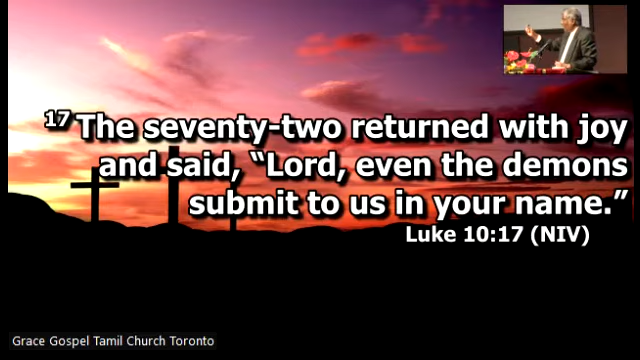 17 The seventy-two returned with joy
and said, “Lord, even the demons
submit to us in your name.”
Luke 10:17 (NIV)
Grace Gospel Tamil Church Toronto